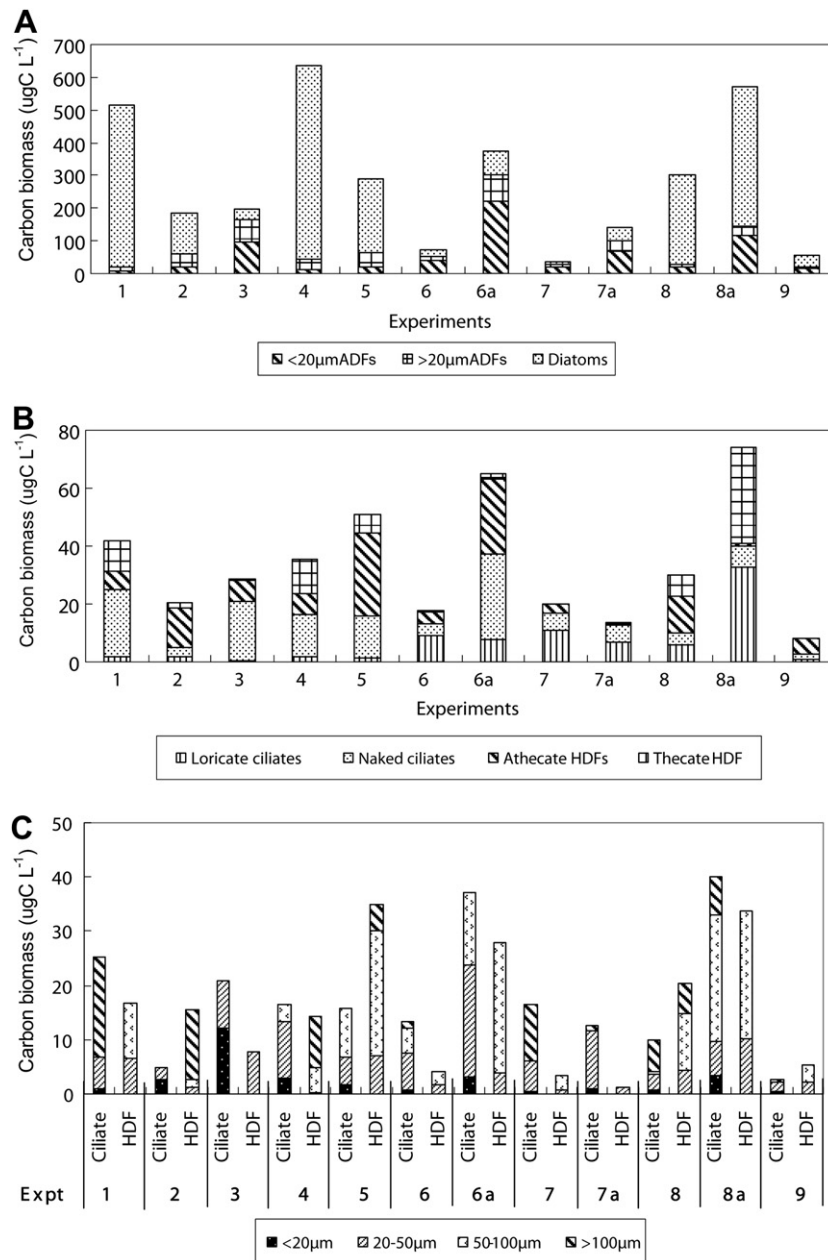 A
Carbon biomass (ugC L-1)
700
600
500
400
300
200
100
0
1 2 3 4 5 6 6a 7 7a 8 8a 9
Experiments
<20µmADFs >20µmADFs Diatoms
B
Carbon biomass (ugC L-1)
80
60
40
20
0
1 2 3 4 5 6 6a 7 7a 8 8a 9
Experiments
Loricate ciliates Naked ciliates Athecate HDFs Thecate HDF
C
Carbon biomass (ugC L-1)
50
40
30
20
10
0
Ciliate HDF Ciliate HDF Ciliate HDF Ciliate HDF Ciliate HDF Ciliate HDF Ciliate HDF Ciliate HDF Ciliate HDF Ciliate HDF Ciliate HDF Ciliate HDF
Expt 1 2 3 4 5 6 6a 7 7a 8 8a 9
<20µm 20-50µm 50-100µm >100µm